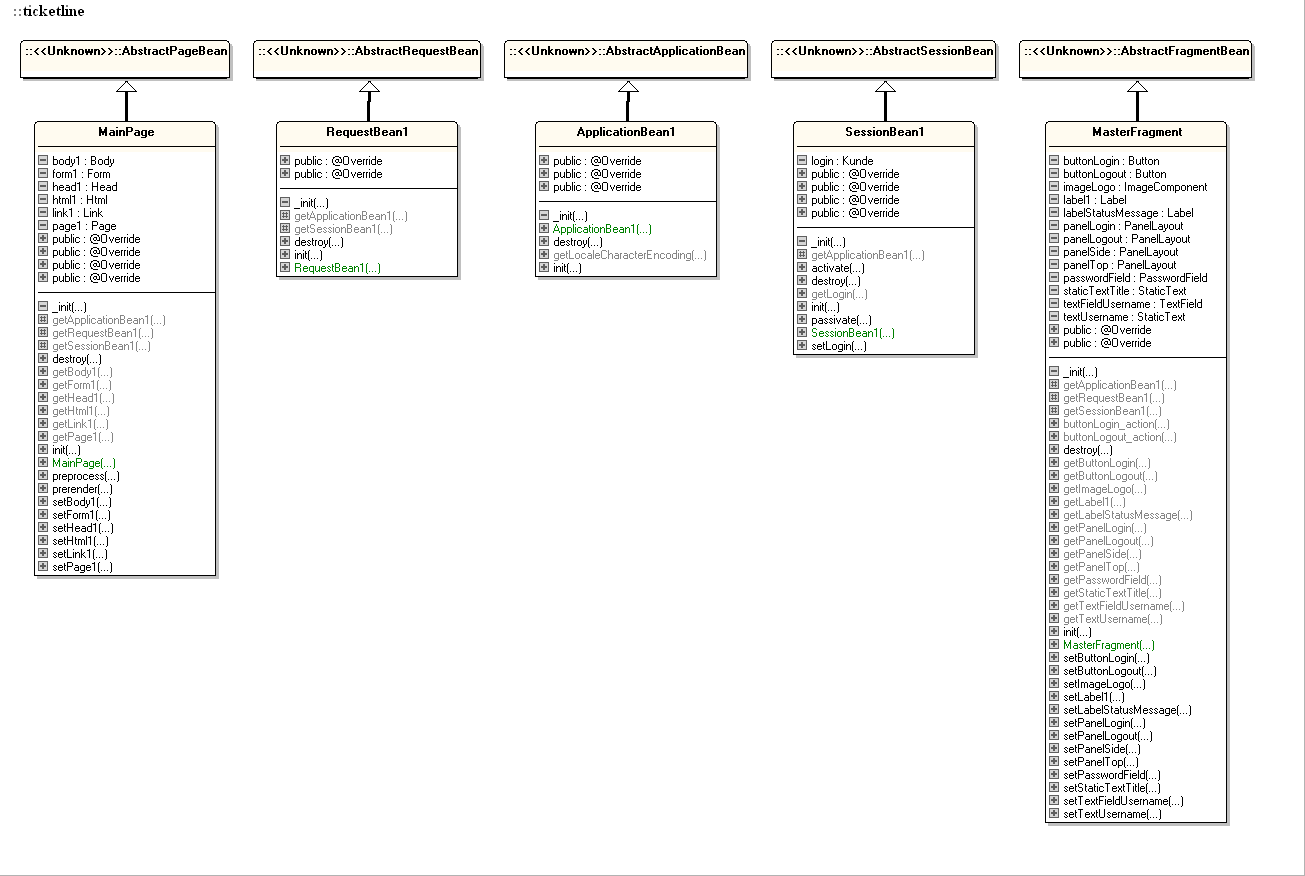 ::ticketline
::<<Unknown>>::AbstractPageBean
MainPage
body1 : Body
form1 : Form
head1 : Head
html1 : Html
link1 : Link
page1 : Page
public : @Override
public : @Override
public : @Override
public : @Override
_init(...)
getApplicationBean1(...)
getRequestBean1(...)
getSessionBean1(...)
destroy(...)
getBody1(...)
getForm1(...)
getHead1(...)
getHtml1(...)
getLink1(...)
getPage1(...)
init(...)
MainPage(...)
preprocess(...)
prerender(...)
setBody1(...)
setForm1(...)
setHead1(...)
setHtml1(...)
setLink1(...)
setPage1(...)
::<<Unknown>>::AbstractRequestBean
RequestBean1
public : @Override
public : @Override
_init(...)
getApplicationBean1(...)
getSessionBean1(...)
destroy(...)
init(...)
RequestBean1(...)
::<<Unknown>>::AbstractApplicationBean
ApplicationBean1
public : @Override
public : @Override
public : @Override
_init(...)
ApplicationBean1(...)
destroy(...)
getLocaleCharacterEncoding(...)
init(...)
::<<Unknown>>::AbstractSessionBean
SessionBean1
login : Kunde
public : @Override
public : @Override
public : @Override
public : @Override
_init(...)
getApplicationBean1(...)
activate(...)
destroy(...)
getLogin(...)
init(...)
passivate(...)
SessionBean1(...)
setLogin(...)
::<<Unknown>>::AbstractFragmentBean
MasterFragment
buttonLogin : Button
buttonLogout : Button
imageLogo : ImageComponent
label1 : Label
labelStatusMessage : Label
panelLogin : PanelLayout
panelLogout : PanelLayout
panelSide : PanelLayout
panelTop : PanelLayout
passwordField : PasswordField
staticTextTitle : StaticText
textFieldUsername : TextField
textUsername : StaticText
public : @Override
public : @Override
_init(...)
getApplicationBean1(...)
getRequestBean1(...)
getSessionBean1(...)
buttonLogin_action(...)
buttonLogout_action(...)
destroy(...)
getButtonLogin(...)
getButtonLogout(...)
getImageLogo(...)
getLabel1(...)
getLabelStatusMessage(...)
getPanelLogin(...)
getPanelLogout(...)
getPanelSide(...)
getPanelTop(...)
getPasswordField(...)
getStaticTextTitle(...)
getTextFieldUsername(...)
getTextUsername(...)
init(...)
MasterFragment(...)
setButtonLogin(...)
setButtonLogout(...)
setImageLogo(...)
setLabel1(...)
setLabelStatusMessage(...)
setPanelLogin(...)
setPanelLogout(...)
setPanelSide(...)
setPanelTop(...)
setPasswordField(...)
setStaticTextTitle(...)
setTextFieldUsername(...)
setTextUsername(...)